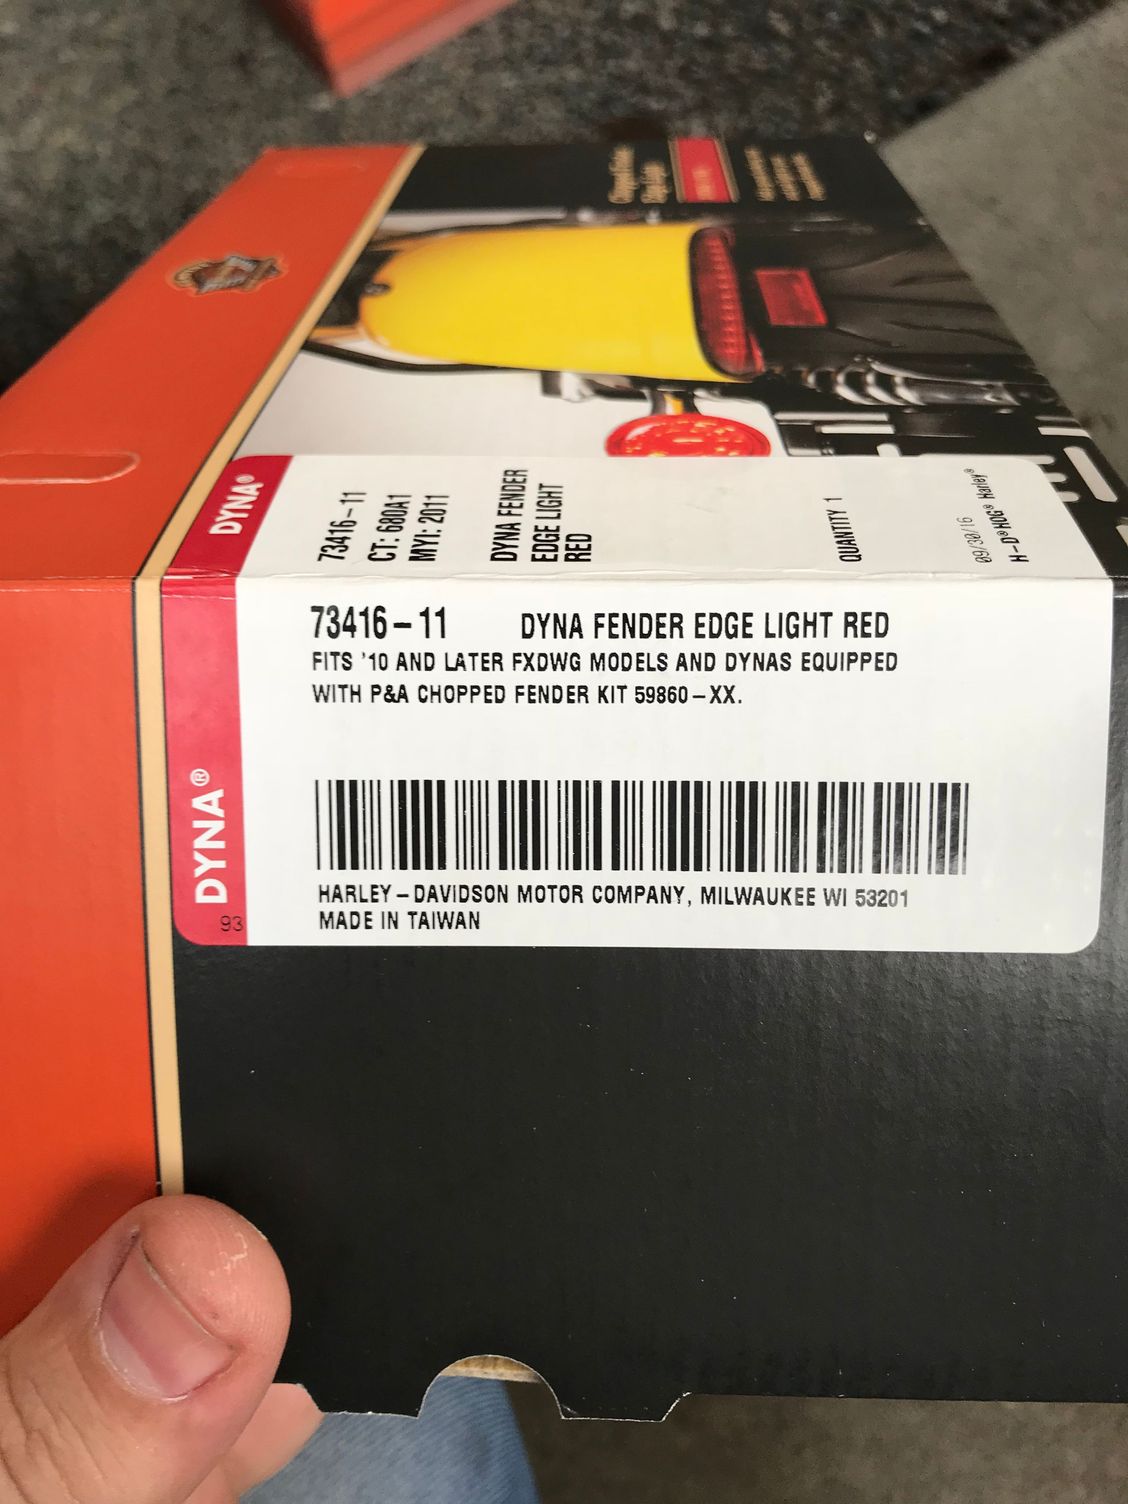 DYNA®
73416-11
CT: 680A1
MYI: 2011
DYNA FENDER
EDGE LIGHT
RED
QUANTITY 1
09/30/16
H-D® HOG® Harley®
73416-11 DYNA FENDER EDGE LIGHT RED
FITS '10 AND LATER FXDWG MODELS AND DYNAS EQUIPPED
WITH P&A CHOPPED FENDER KIT 59860-XX.
DYNA®
93
HARLEY-DAVIDSON MOTOR COMPANY, MILWAUKEE WI 53201
MADE IN TAIWAN